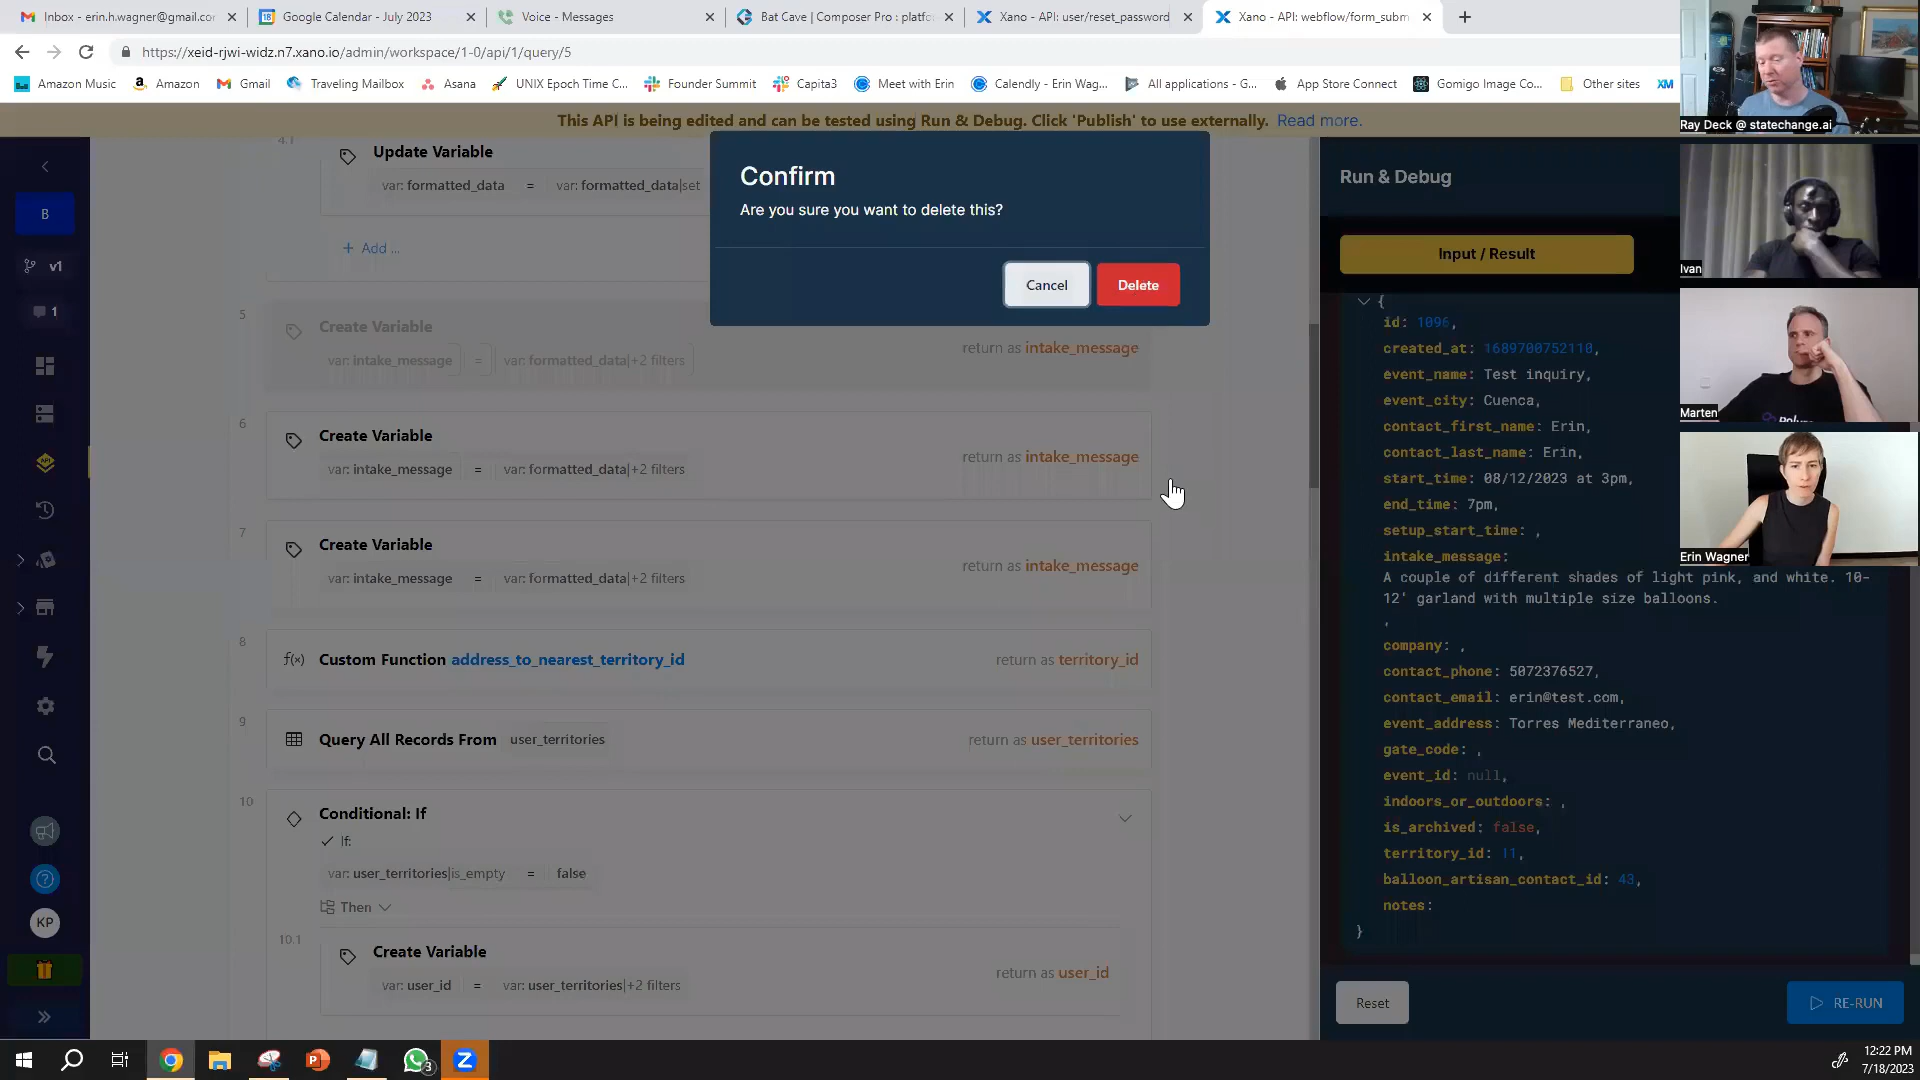 Inbox - erin.h.wagner@gmail.co
Google Calendar - July 2023
Voice - Messages
Bat Cave | Composer Pro : platfo
Xano - API: user/reset_password
Xano - API: webflow/form_subm
https://xeid-rjwi-widz.n7.xano.io/admin/workspace/1-0/api/1/query/5
Amazon Music
Amazon
Gmail
Traveling Mailbox
Asana
UNIX Epoch Time C...
Founder Summit
Capita3
Meet with Erin
Calendly - Erin Wag...
All applications - G...
App Store Connect
Gomigo Image Co...
Other sites
XM
This API is being edited and can be tested using Run & Debug. Click 'Publish' to use externally. Read more.
B
v1
1
KP
4.1
Update Variable
var: formatted_data = var: formatted_data|set
+ Add ...
Confirm
Are you sure you want to delete this?
Cancel
Delete
5
Create Variable
var: intake_message = var: formatted_data|+2 filters
return as intake_message
6
Create Variable
var: intake_message = var: formatted_data|+2 filters
return as intake_message
7
Create Variable
var: intake_message = var: formatted_data|+2 filters
return as intake_message
8
f(x) Custom Function address_to_nearest_territory_id
return as territory_id
9
Query All Records From user_territories
return as user_territories
10
Conditional: If
If:
var: user_territories|is_empty = false
Then
10.1
Create Variable
var: user_id = var: user_territories|+2 filters
return as user_id
Run & Debug
Input / Result
{
id: 1096,
created_at: 1689700752110,
event_name: Test inquiry,
event_city: Cuenca,
contact_first_name: Erin,
contact_last_name: Erin,
start_time: 08/12/2023 at 3pm,
end_time: 7pm,
setup_start_time: ,
intake_message:
A couple of different shades of light pink, and white. 10-
12' garland with multiple size balloons.
,
company: ,
contact_phone: 5072376527,
contact_email: erin@test.com,
event_address: Torres Mediterraneo,
gate_code: ,
event_id: null,
indoors_or_outdoors: ,
is_archived: false,
territory_id: 11,
balloon_artisan_contact_id: 43,
notes:
}
Reset
RE-RUN
Ray Deck @ statechange.ai
Ivan
Marten
Erin Wagner
3
12:22 PM
7/18/2023